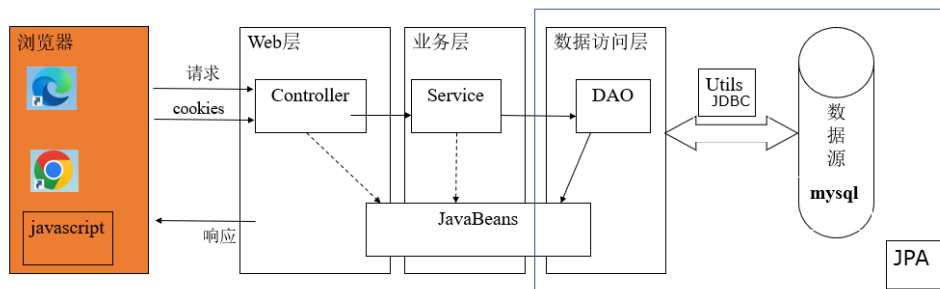 浏览器
Web层
业务层
数据访问层
请求
cookies
Controller
Service
DAO
Utils
JDBC
数
据
源
mysql
javascript
响应
JavaBeans
JPA